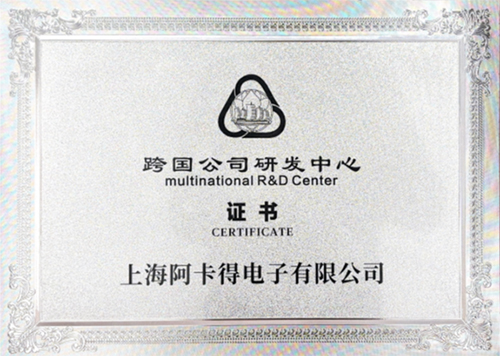 跨国公司研发中心
multinational R&D Center
证书
CERTIFICATE
上海阿卡得电子有限公司